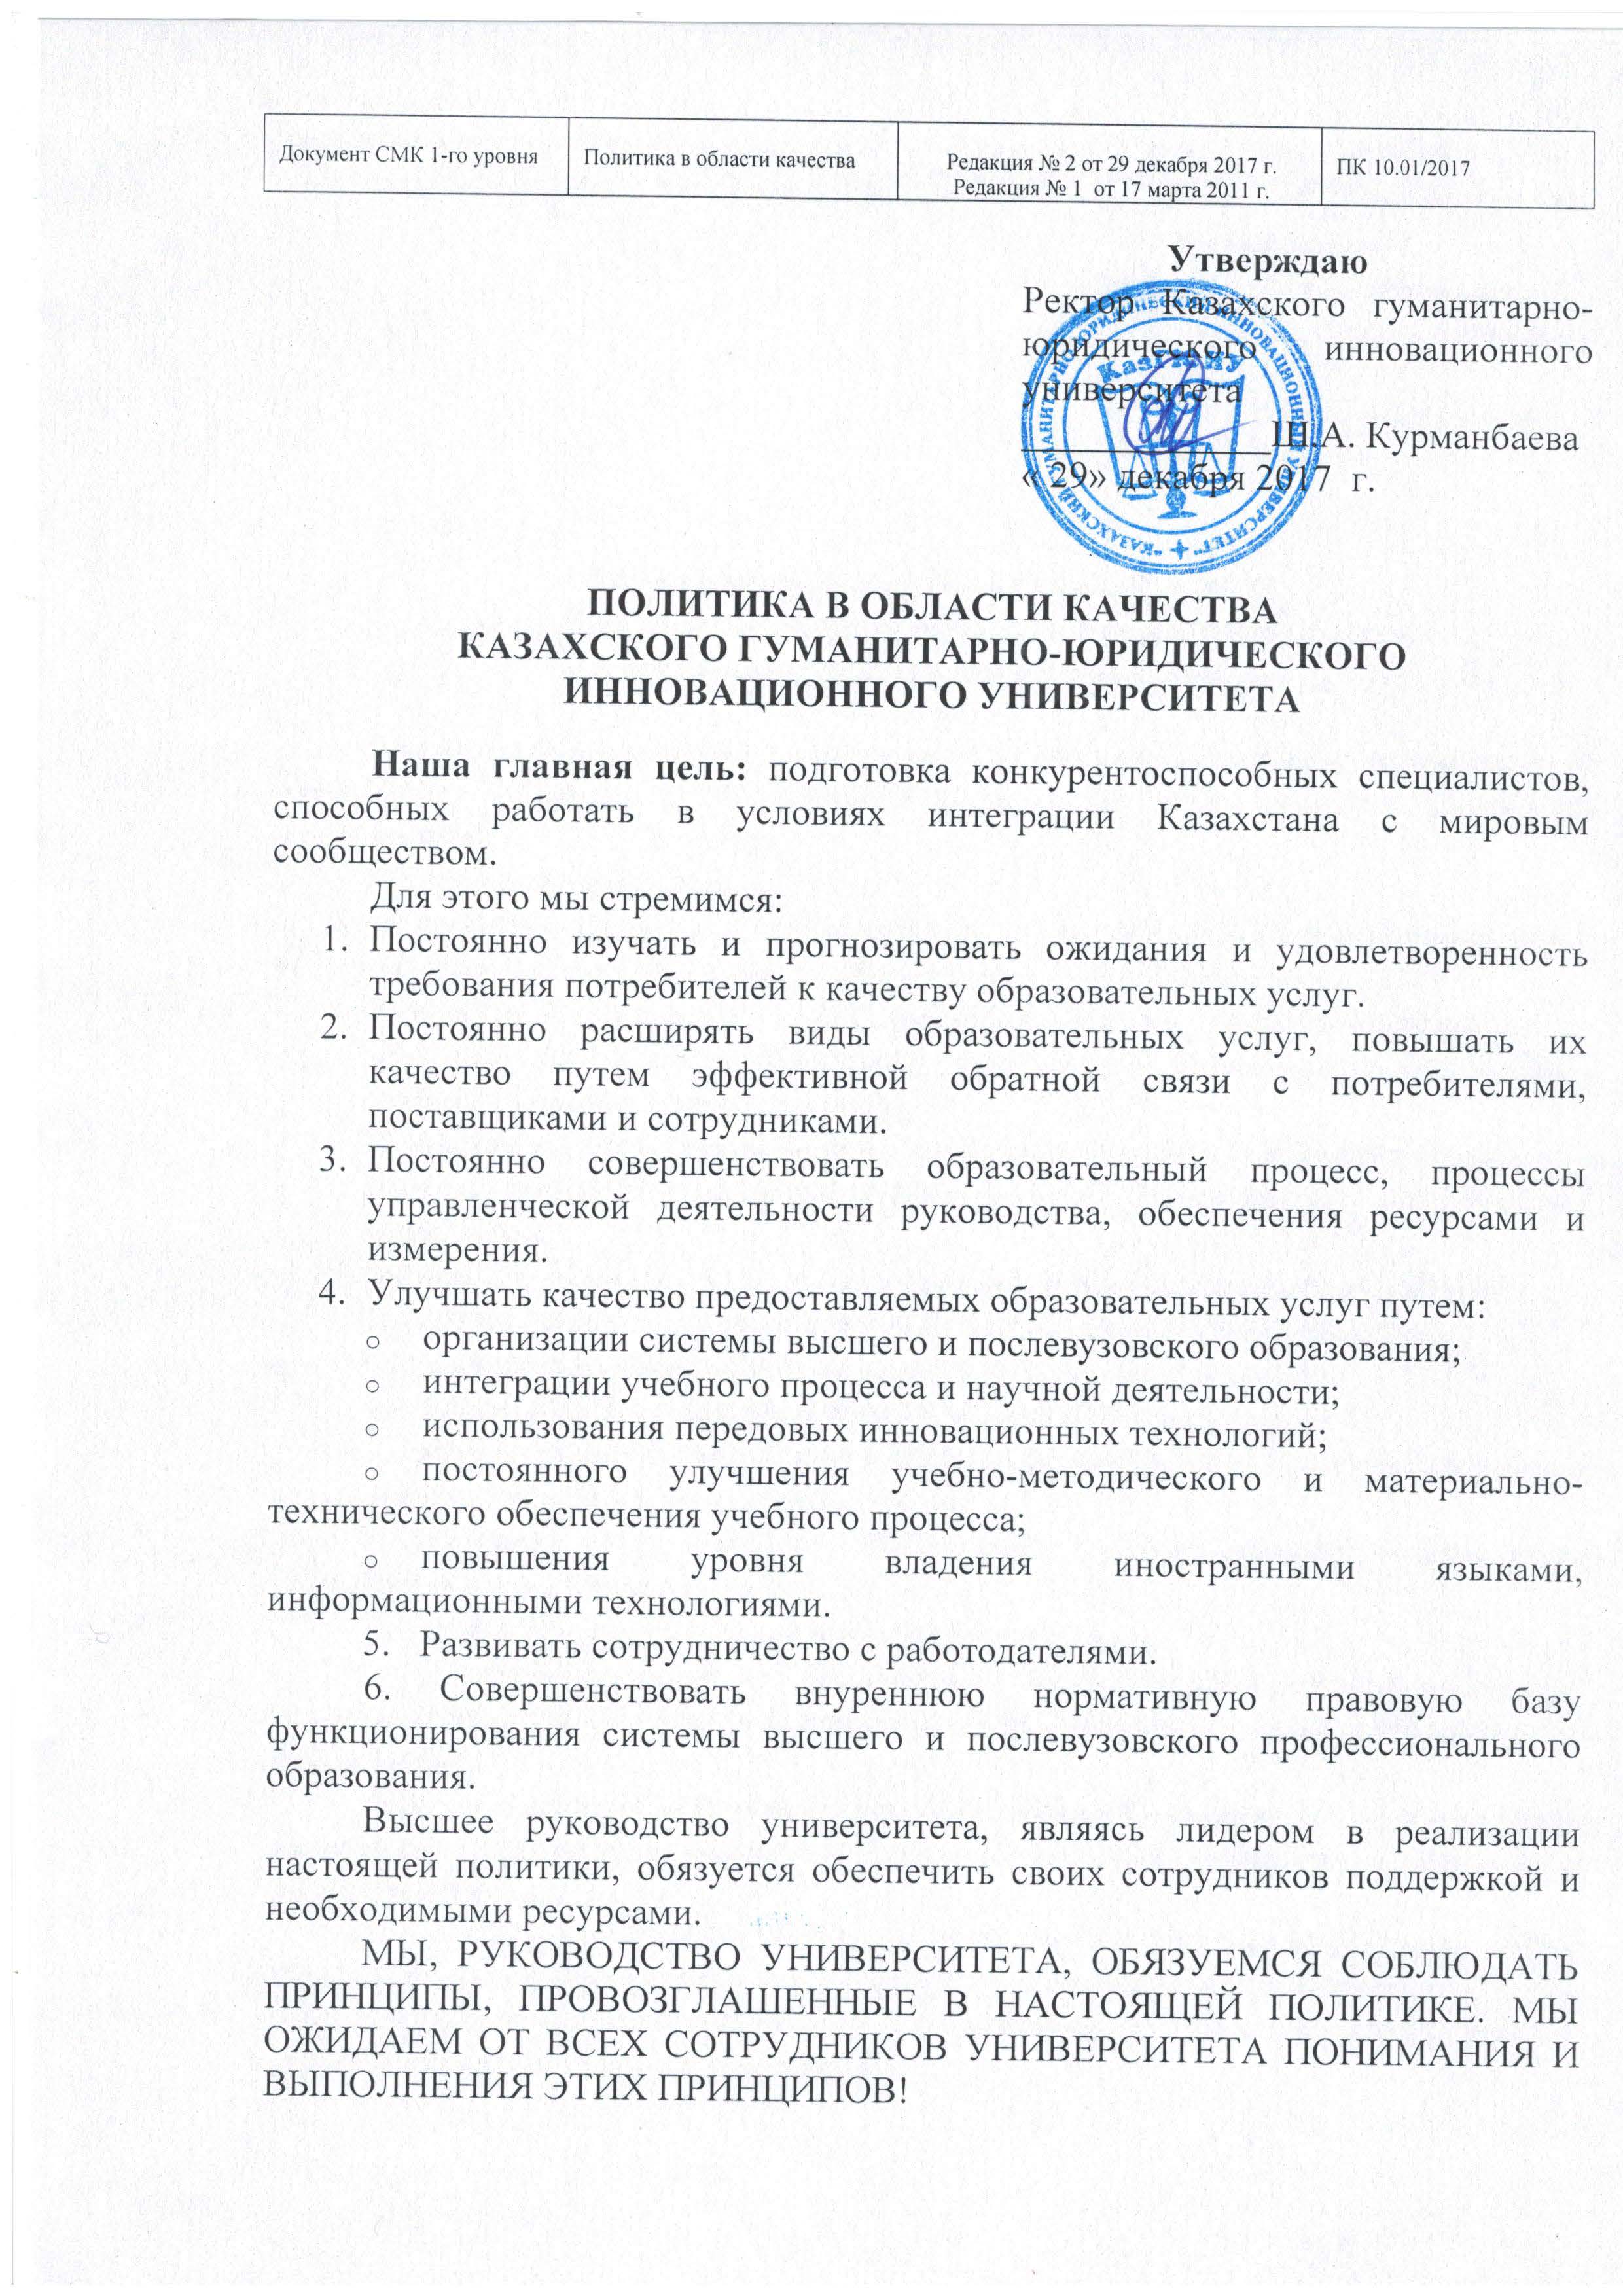 Документ СМК 1-го уровня
Политика в области качества
Редакция № 2 от 29 декабря 2017 г.
Редакция № 1 от 17 марта 2011 г.
ПК 10.01/2017
Утверждаю
Ректор Казахского гуманитарно-
юридического инновационного
университета
_____________Ш.А. Курманбаева
« 29» декабря 2017 г.
"КАЗАХСКИЙ ГУМАНИТАРНО-ЮРИДИЧЕСКИЙ ИННОВАЦИОННЫЙ УНИВЕРСИТЕТ"
КазГЮИУ
ПОЛИТИКА В ОБЛАСТИ КАЧЕСТВА
КАЗАХСКОГО ГУМАНИТАРНО-ЮРИДИЧЕСКОГО
ИННОВАЦИОННОГО УНИВЕРСИТЕТА
Наша главная цель: подготовка конкурентоспособных специалистов,
способных работать в условиях интеграции Казахстана с мировым
сообществом.
Для этого мы стремимся:
1. Постоянно изучать и прогнозировать ожидания и удовлетворенность
требования потребителей к качеству образовательных услуг.
2. Постоянно расширять виды образовательных услуг, повышать их
качество путем эффективной обратной связи с потребителями,
поставщиками и сотрудниками.
3. Постоянно совершенствовать образовательный процесс, процессы
управленческой деятельности руководства, обеспечения ресурсами и
измерения.
4. Улучшать качество предоставляемых образовательных услуг путем:
o организации системы высшего и послевузовского образования;
o интеграции учебного процесса и научной деятельности;
o использования передовых инновационных технологий;
o постоянного улучшения учебно-методического и материально-
технического обеспечения учебного процесса;
o повышения уровня владения иностранными языками,
информационными технологиями.
5. Развивать сотрудничество с работодателями.
6. Совершенствовать внуреннюю нормативную правовую базу
функционирования системы высшего и послевузовского профессионального
образования.
Высшее руководство университета, являясь лидером в реализации
настоящей политики, обязуется обеспечить своих сотрудников поддержкой и
необходимыми ресурсами.
МЫ, РУКОВОДСТВО УНИВЕРСИТЕТА, ОБЯЗУЕМСЯ СОБЛЮДАТЬ
ПРИНЦИПЫ, ПРОВОЗГЛАШЕННЫЕ В НАСТОЯЩЕЙ ПОЛИТИКЕ. МЫ
ОЖИДАЕМ ОТ ВСЕХ СОТРУДНИКОВ УНИВЕРСИТЕТА ПОНИМАНИЯ И
ВЫПОЛНЕНИЯ ЭТИХ ПРИНЦИПОВ!